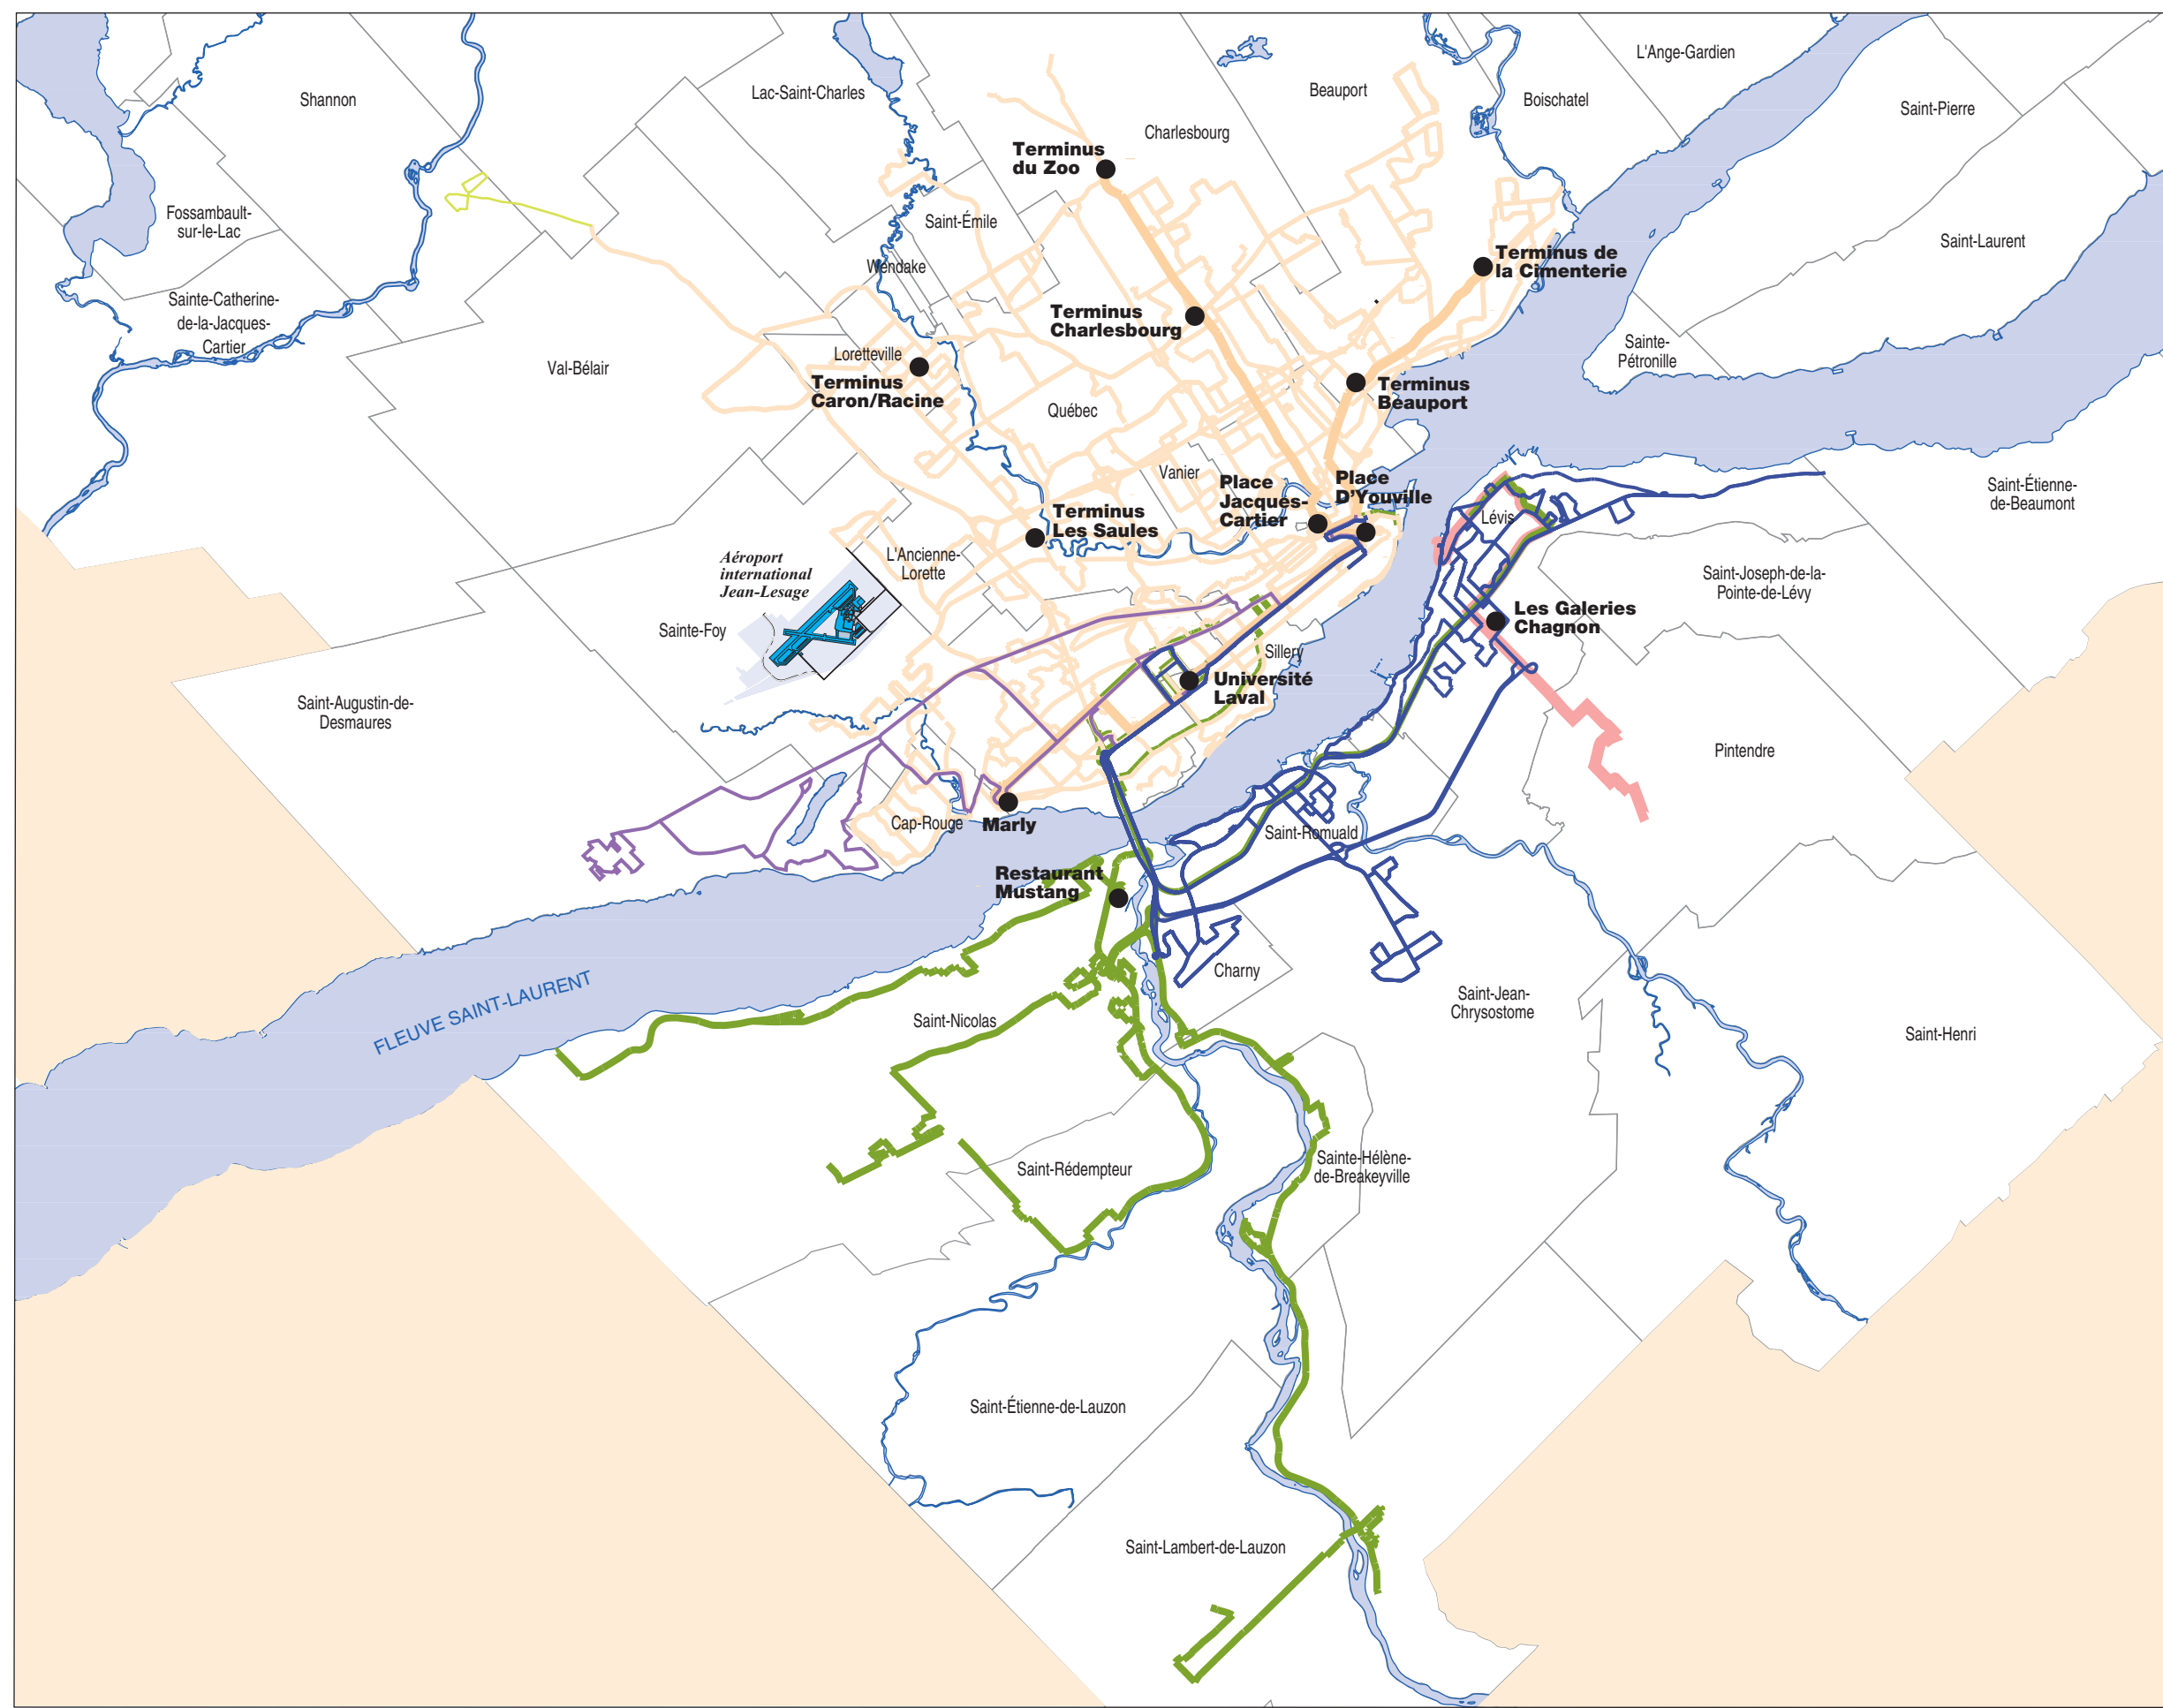 L'Ange-Gardien
Lac-Saint-Charles
Beauport
Shannon
Boischatel
Saint-Pierre
Charlesbourg
Terminus
du Zoo
Fossambault-
sur-le-Lac
Saint-Émile
Saint-Laurent
Terminus de
la Cimenterie
Wendake
Sainte-Catherine-
de-la-Jacques-
Cartier
Terminus
Charlesbourg
Sainte-
Pétronille
Loretteville
Val-Bélair
Terminus
Caron/Racine
Terminus
Beauport
Québec
Vanier
Place
Jacques-
Cartier
Place
D'Youville
Saint-Étienne-
de-Beaumont
Lévis
Terminus
Les Saules
L'Ancienne-
Lorette
Aéroport
international
Jean-Lesage
Saint-Joseph-de-la-
Pointe-de-Lévy
Les Galeries
Chagnon
Sainte-Foy
Sillery
Université
Laval
Saint-Augustin-de-
Desmaures
Pintendre
Cap-Rouge
Marly
Saint-Romuald
Restaurant
Mustang
Charny
FLEUVE SAINT-LAURENT
Saint-Nicolas
Saint-Jean-
Chrysostome
Saint-Henri
Saint-Rédempteur
Sainte-Hélène-
de-Breakeyville
Saint-Étienne-de-Lauzon
Saint-Lambert-de-Lauzon